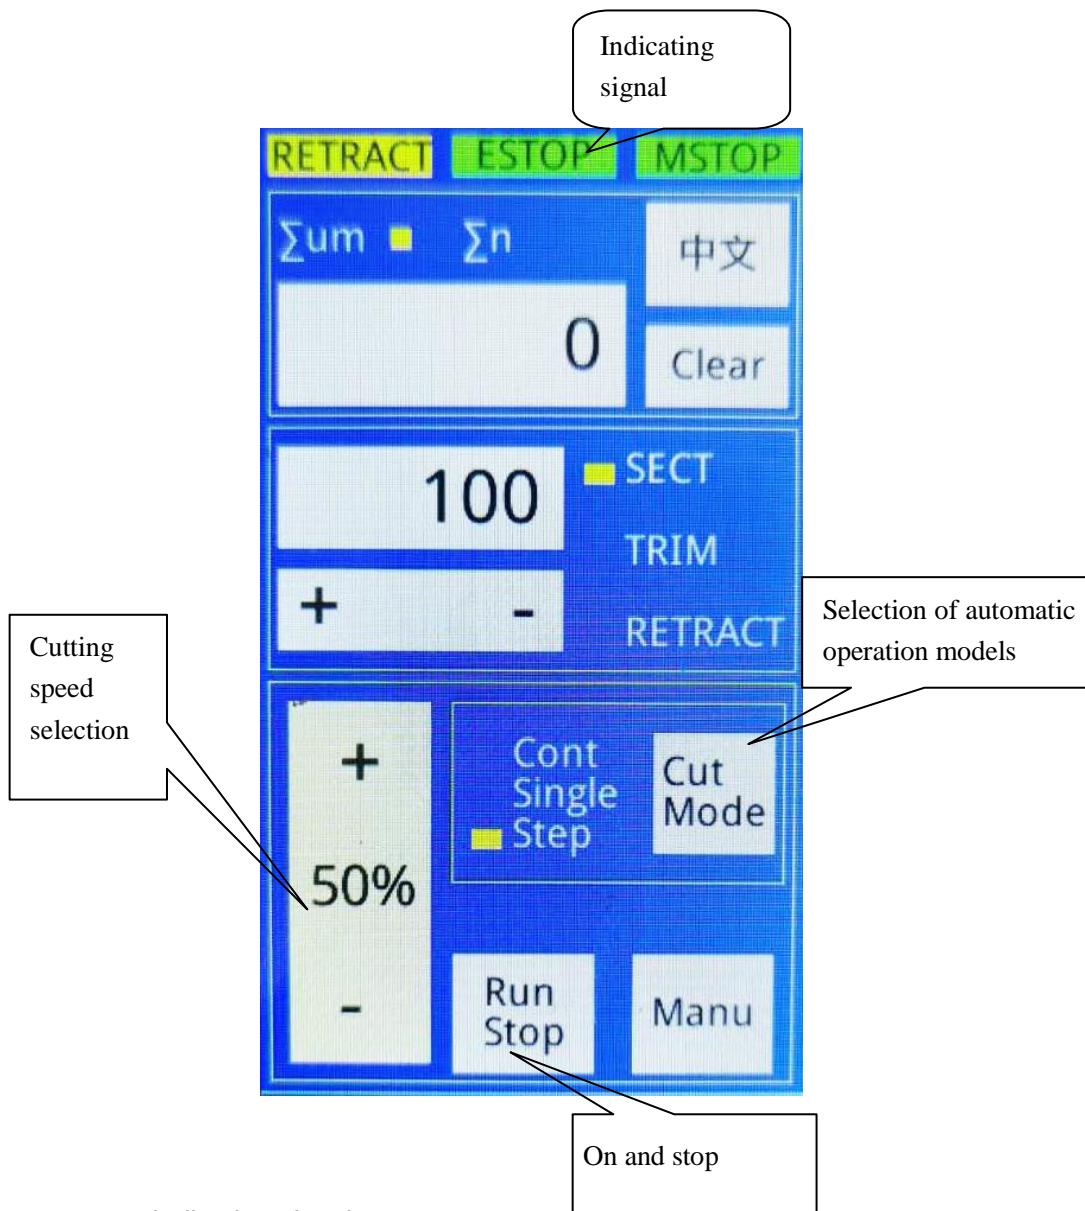 Indicating
signal
RETRACT ESTOP MSTOP
∑um ∑n
中文
0
Clear
100
SECT
TRIM
+ -
RETRACT
Selection of automatic
operation models
Cutting
speed
selection
+
50%
-
Cont
Single
Step
Cut
Mode
Run
Stop
Manu
On and stop